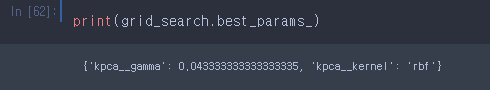 In [62]:
print(grid_search.best_params_)
{'kpca__gamma': 0.043333333333333335, 'kpca__kernel': 'rbf'}